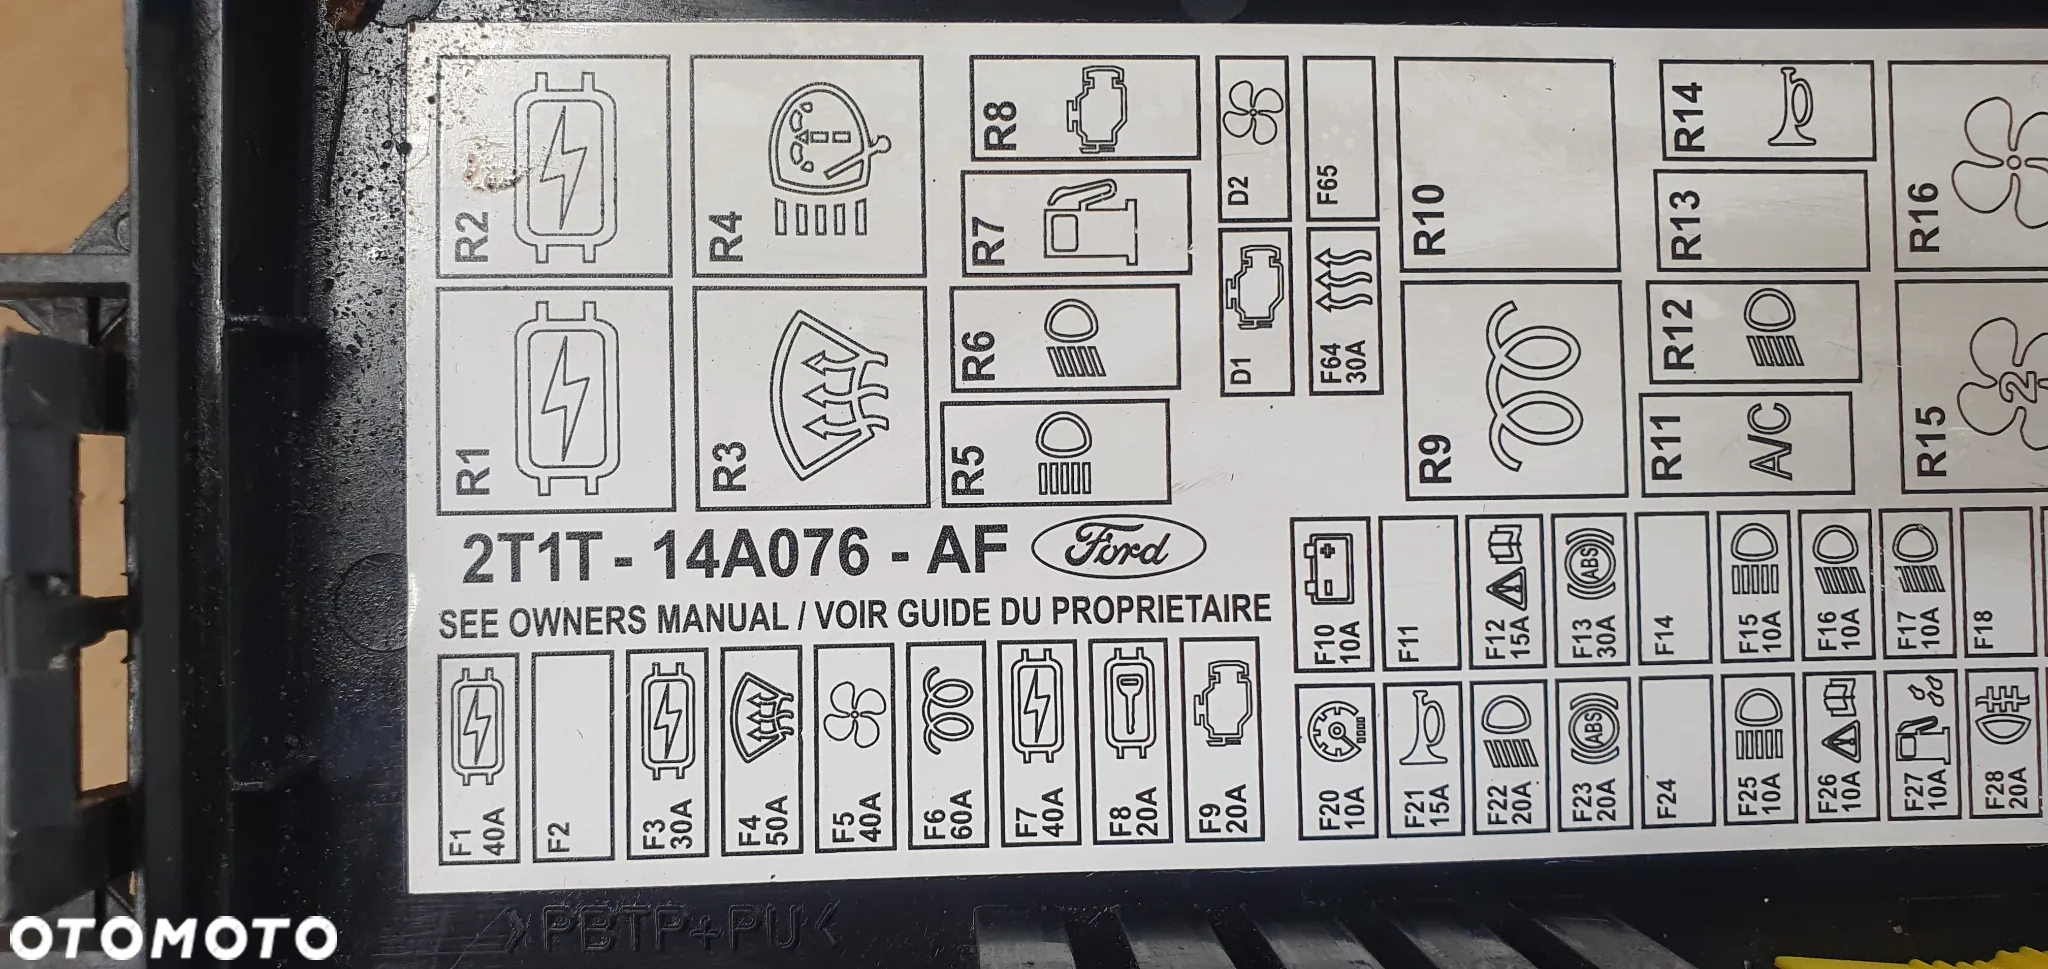 R2
R4
R8
D2
F65
R10
R14
R16
R7
R13
R1
R3
R6
D1
F64
30A
R9
R12
R15
2
R5
R11
A/C
2T1T - 14A076 - AF Ford
SEE OWNERS MANUAL / VOIR GUIDE DU PROPRIETAIRE
F10
10A
F11
F12
15A
F13
30A
ABS
F14
F15
10A
F16
10A
F17
10A
F18
F1
40A
F2
F3
30A
F4
50A
F5
40A
F6
60A
F7
40A
F8
20A
F9
20A
F20
10A
F21
15A
F22
20A
F23
20A
ABS
F24
F25
10A
F26
10A
F27
10A
F28
20A
>PBTP+PU<
OTOMOTO